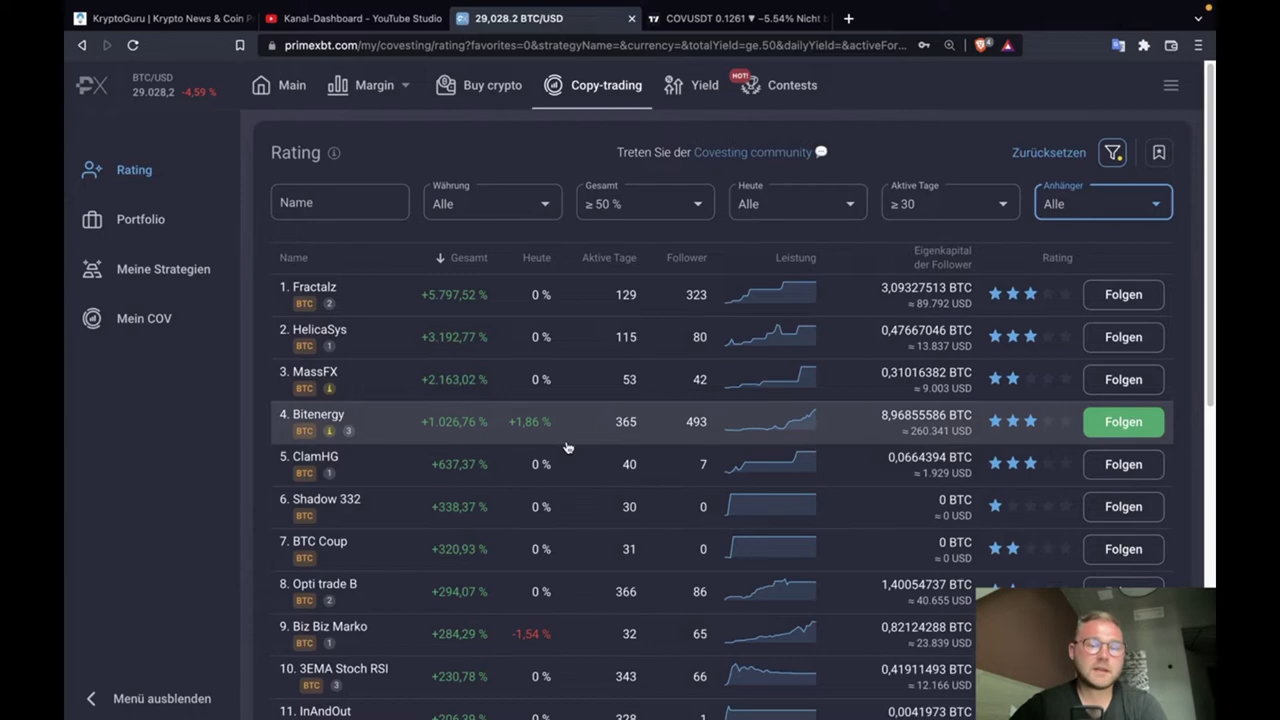 KryptoGuru | Krypto News & Coin P
Kanal-Dashboard - YouTube Studio
29,028.2 BTC/USD
COVUSDT 0.1261 ▼ −5.54% Nicht b
primexbt.com/my/covesting/rating?favorites=0&strategyName=&currency=&totalYield=ge.50&dailyYield=&activeFor...
BTC/USD
29.028,2 -4,59 %
Main
Margin
Buy crypto
Copy-trading
HOT!
Yield
Contests
Rating
Portfolio
Meine Strategien
Mein COV
Menü ausblenden
Rating
Treten Sie der Covesting community
Zurücksetzen
Name
Währung
Alle
Gesamt
≥ 50 %
Heute
Alle
Aktive Tage
≥ 30
Anhänger
Alle
Name Gesamt Heute Aktive Tage Follower Leistung Eigenkapital der Follower Rating
1. Fractalz +5.797,52 % 0 % 129 323 3,09327513 BTC Folgen
BTC 2 ≈ 89.792 USD
2. HelicaSys +3.192,77 % 0 % 115 80 0,47667046 BTC Folgen
BTC 1 ≈ 13.837 USD
3. MassFX +2.163,02 % 0 % 53 42 0,31016382 BTC Folgen
BTC ≈ 9.003 USD
4. Bitenergy +1.026,76 % +1,86 % 365 493 8,96855586 BTC Folgen
BTC 3 ≈ 260.341 USD
5. ClamHG +637,37 % 0 % 40 7 0,0664394 BTC Folgen
BTC 1 ≈ 1.929 USD
6. Shadow 332 +338,37 % 0 % 30 0 0 BTC Folgen
BTC ≈ 0 USD
7. BTC Coup +320,93 % 0 % 31 0 0 BTC Folgen
BTC ≈ 0 USD
8. Opti trade B +294,07 % 0 % 366 86 1,40054737 BTC
BTC 2 ≈ 40.655 USD
9. Biz Biz Marko +284,29 % -1,54 % 32 65 0,82124288 BTC
BTC 1 ≈ 23.839 USD
10. 3EMA Stoch RSI +230,78 % 0 % 343 66 0,41911493 BTC
BTC 3 ≈ 12.166 USD
11. InAndOut +206,39 % 0 % 328 1 0,0041973 BTC